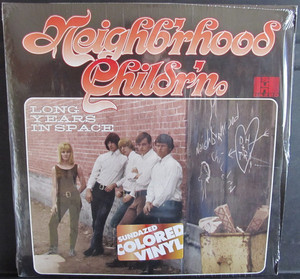 Neighb'rhood
Childr'n.
LONG
YEARS
IN SPACE
SUNDAZED
COLORED
VINYL